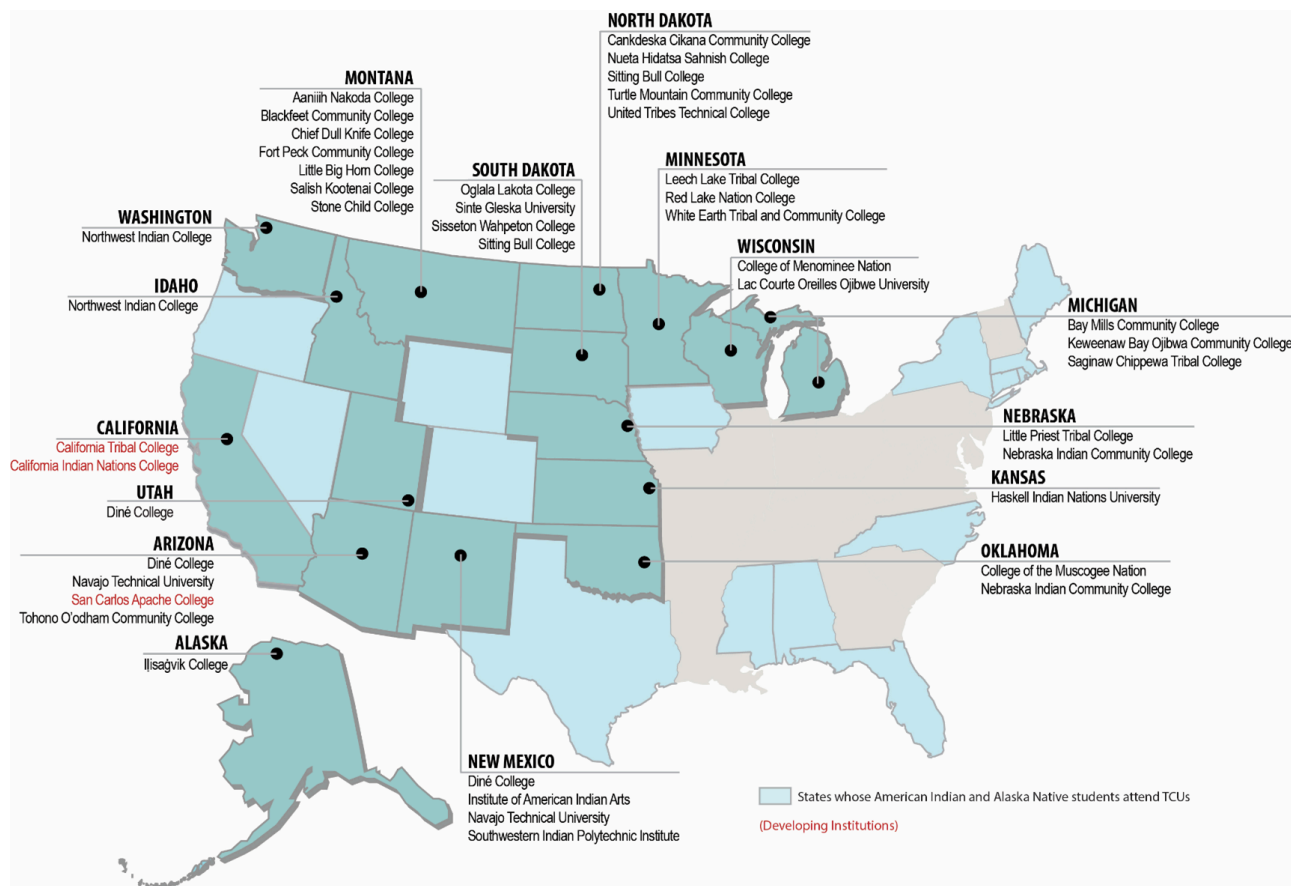 NORTH DAKOTA
Cankdeska Cikana Community College
Nueta Hidatsa Sahnish College
Sitting Bull College
Turtle Mountain Community College
United Tribes Technical College
MONTANA
Aaniiih Nakoda College
Blackfeet Community College
Chief Dull Knife College
Fort Peck Community College
Little Big Horn College
Salish Kootenai College
Stone Child College
SOUTH DAKOTA
Oglala Lakota College
Sinte Gleska University
Sisseton Wahpeton College
Sitting Bull College
MINNESOTA
Leech Lake Tribal College
Red Lake Nation College
White Earth Tribal and Community College
WASHINGTON
Northwest Indian College
WISCONSIN
College of Menominee Nation
Lac Courte Oreilles Ojibwe University
IDAHO
Northwest Indian College
MICHIGAN
Bay Mills Community College
Keweenaw Bay Ojibwa Community College
Saginaw Chippewa Tribal College
CALIFORNIA
California Tribal College
California Indian Nations College
NEBRASKA
Little Priest Tribal College
Nebraska Indian Community College
KANSAS
Haskell Indian Nations University
UTAH
Diné College
ARIZONA
Diné College
Navajo Technical University
San Carlos Apache College
Tohono O'odham Community College
OKLAHOMA
College of the Muscogee Nation
Nebraska Indian Community College
ALASKA
Iḷisaġvik College
NEW MEXICO
Diné College
Institute of American Indian Arts
Navajo Technical University
Southwestern Indian Polytechnic Institute
States whose American Indian and Alaska Native students attend TCUs
(Developing Institutions)